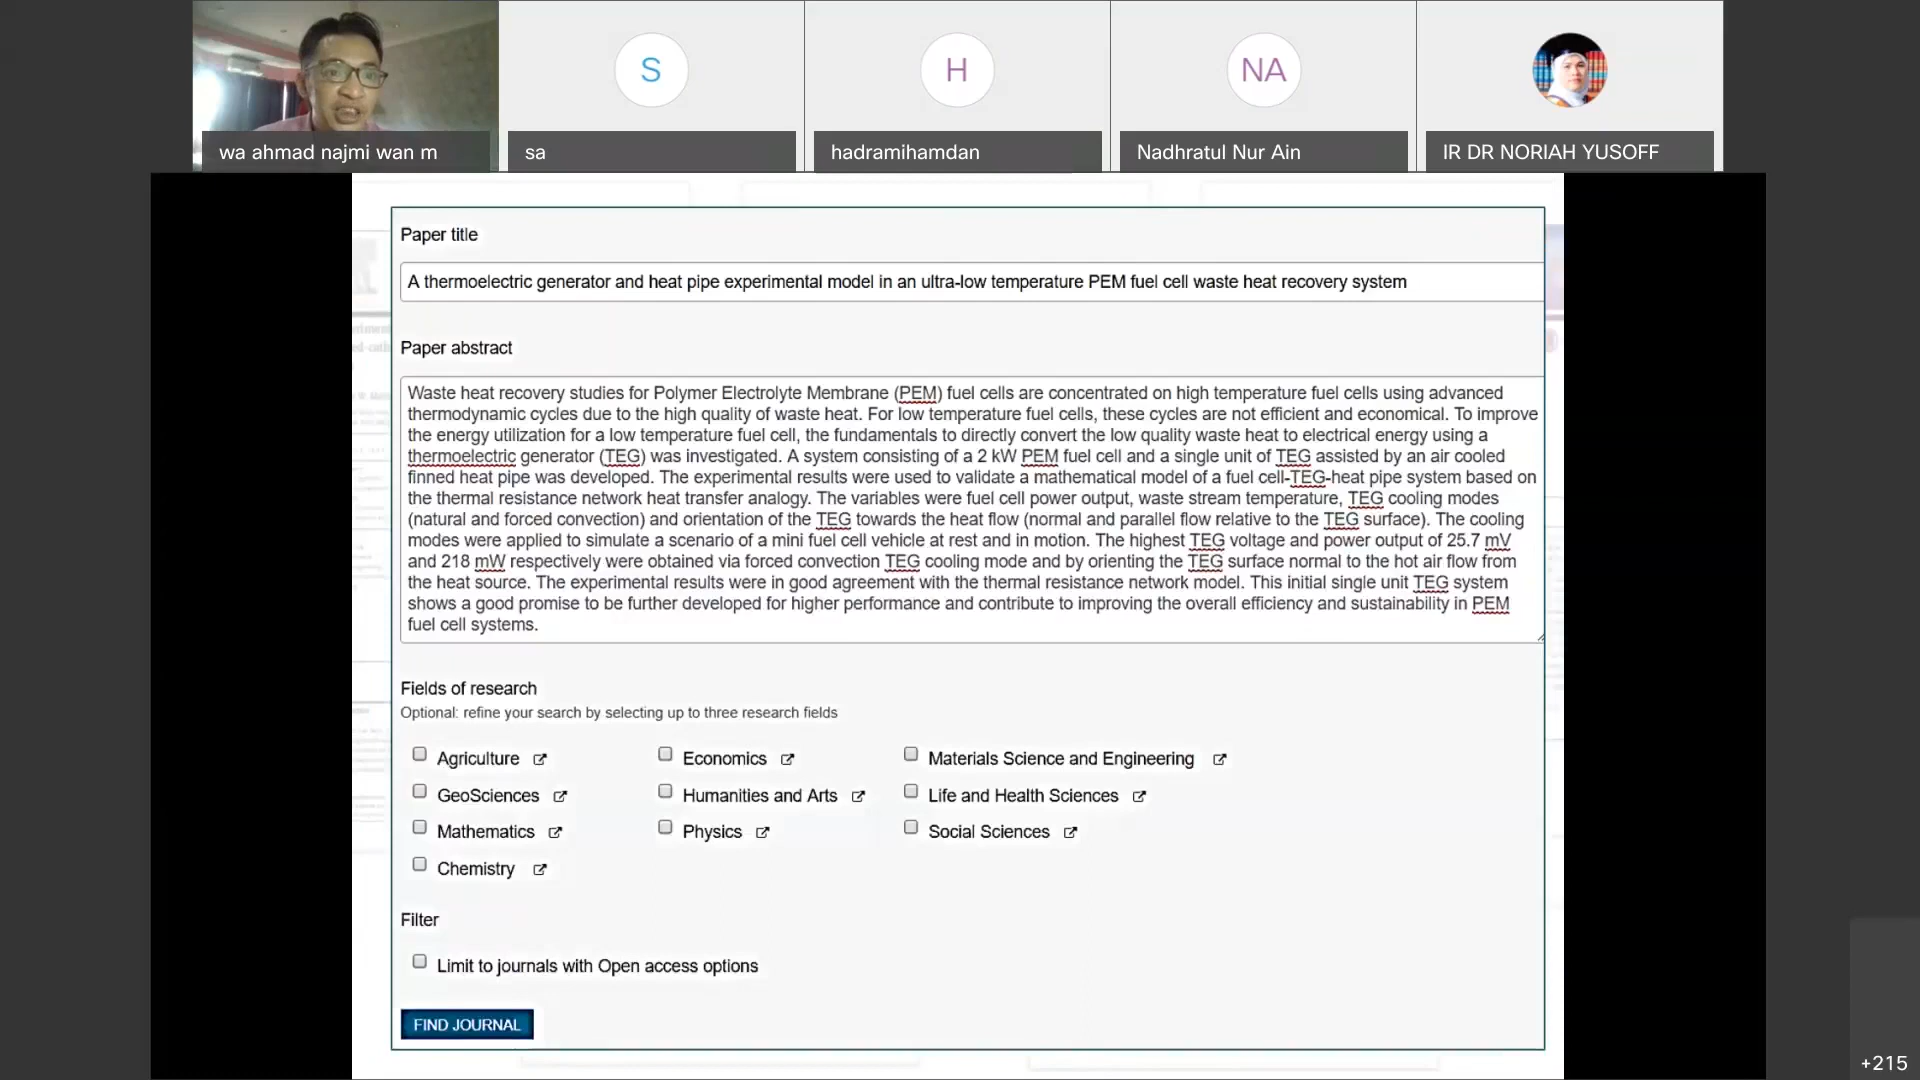 S
H
NA
wa ahmad najmi wan m
sa
hadramihamdan
Nadhratul Nur Ain
IR DR NORIAH YUSOFF
Paper title
A thermoelectric generator and heat pipe experimental model in an ultra-low temperature PEM fuel cell waste heat recovery system
Paper abstract
Waste heat recovery studies for Polymer Electrolyte Membrane (PEM) fuel cells are concentrated on high temperature fuel cells using advanced
thermodynamic cycles due to the high quality of waste heat. For low temperature fuel cells, these cycles are not efficient and economical. To improve
the energy utilization for a low temperature fuel cell, the fundamentals to directly convert the low quality waste heat to electrical energy using a
thermoelectric generator (TEG) was investigated. A system consisting of a 2 kW PEM fuel cell and a single unit of TEG assisted by an air cooled
finned heat pipe was developed. The experimental results were used to validate a mathematical model of a fuel cell-TEG-heat pipe system based on
the thermal resistance network heat transfer analogy. The variables were fuel cell power output, waste stream temperature, TEG cooling modes
(natural and forced convection) and orientation of the TEG towards the heat flow (normal and parallel flow relative to the TEG surface). The cooling
modes were applied to simulate a scenario of a mini fuel cell vehicle at rest and in motion. The highest TEG voltage and power output of 25.7 mV
and 218 mW respectively were obtained via forced convection TEG cooling mode and by orienting the TEG surface normal to the hot air flow from
the heat source. The experimental results were in good agreement with the thermal resistance network model. This initial single unit TEG system
shows a good promise to be further developed for higher performance and contribute to improving the overall efficiency and sustainability in PEM
fuel cell systems.
Fields of research
Optional: refine your search by selecting up to three research fields
Agriculture
Economics
Materials Science and Engineering
GeoSciences
Humanities and Arts
Life and Health Sciences
Mathematics
Physics
Social Sciences
Chemistry
Filter
Limit to journals with Open access options
FIND JOURNAL
+215